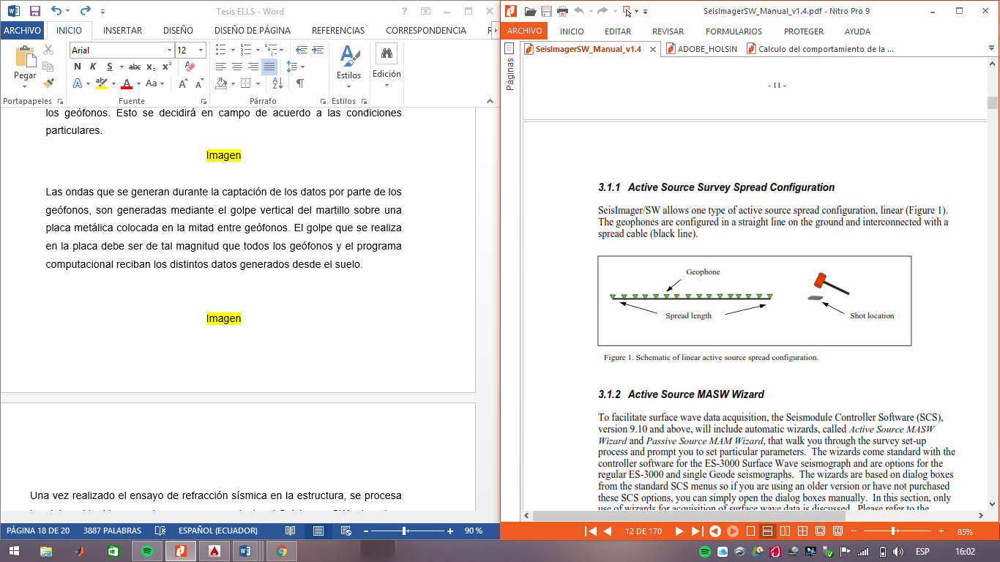 Tesis ELLS - Word
ARCHIVO INICIO INSERTAR DISEÑO DISEÑO DE PÁGINA REFERENCIAS CORRESPONDENCIA
Arial 12
Pegar
N K S abc x₂ x²
Estilos Edición
A A Aa A A
Portapapeles Fuente Párrafo Estilos
los geófonos. Esto se decidirá en campo de acuerdo a las condiciones
particulares.
Imagen
Las ondas que se generan durante la captación de los datos por parte de los
geófonos, son generadas mediante el golpe vertical del martillo sobre una
placa metálica colocada en la mitad entre geófonos. El golpe que se realiza
en la placa debe ser de tal magnitud que todos los geófonos y el programa
computacional reciban los distintos datos generados desde el suelo.
Imagen
Una vez realizado el ensayo de refracción sísmica en la estructura, se procesa
PÁGINA 18 DE 20 3887 PALABRAS ESPAÑOL (ECUADOR) 90 %
SeisImagerSW_Manual_v1.4.pdf - Nitro Pro 9
ARCHIVO INICIO EDITAR REVISAR FORMULARIOS PROTEGER AYUDA
SeisImagerSW_Manual_v1.4 ADOBE_HOLSIN Calculo del comportamiento de la ...
Páginas
- 11 -
3.1.1 Active Source Survey Spread Configuration
SeisImager/SW allows one type of active source spread configuration, linear (Figure 1).
The geophones are configured in a straight line on the ground and interconnected with a
spread cable (black line).
Geophone
Spread length
Shot location
Figure 1. Schematic of linear active source spread configuration.
3.1.2 Active Source MASW Wizard
To facilitate surface wave data acquisition, the Seismodule Controller Software (SCS),
version 9.10 and above, will include automatic wizards, called Active Source MASW
Wizard and Passive Source MAM Wizard, that walk you through the survey set-up
process and prompt you to set particular parameters. The wizards come standard with the
controller software for the ES-3000 Surface Wave seismograph and are options for the
regular ES-3000 and single Geode seismographs. The wizards are based on dialog boxes
from the standard SCS menus so if you are using an older version or have not purchased
these SCS options, you can simply open the dialog boxes manually. In this section, only
use of wizards for acquisition of surface wave data is discussed. Please refer to the
12 DE 170 85%
ESP 16:02